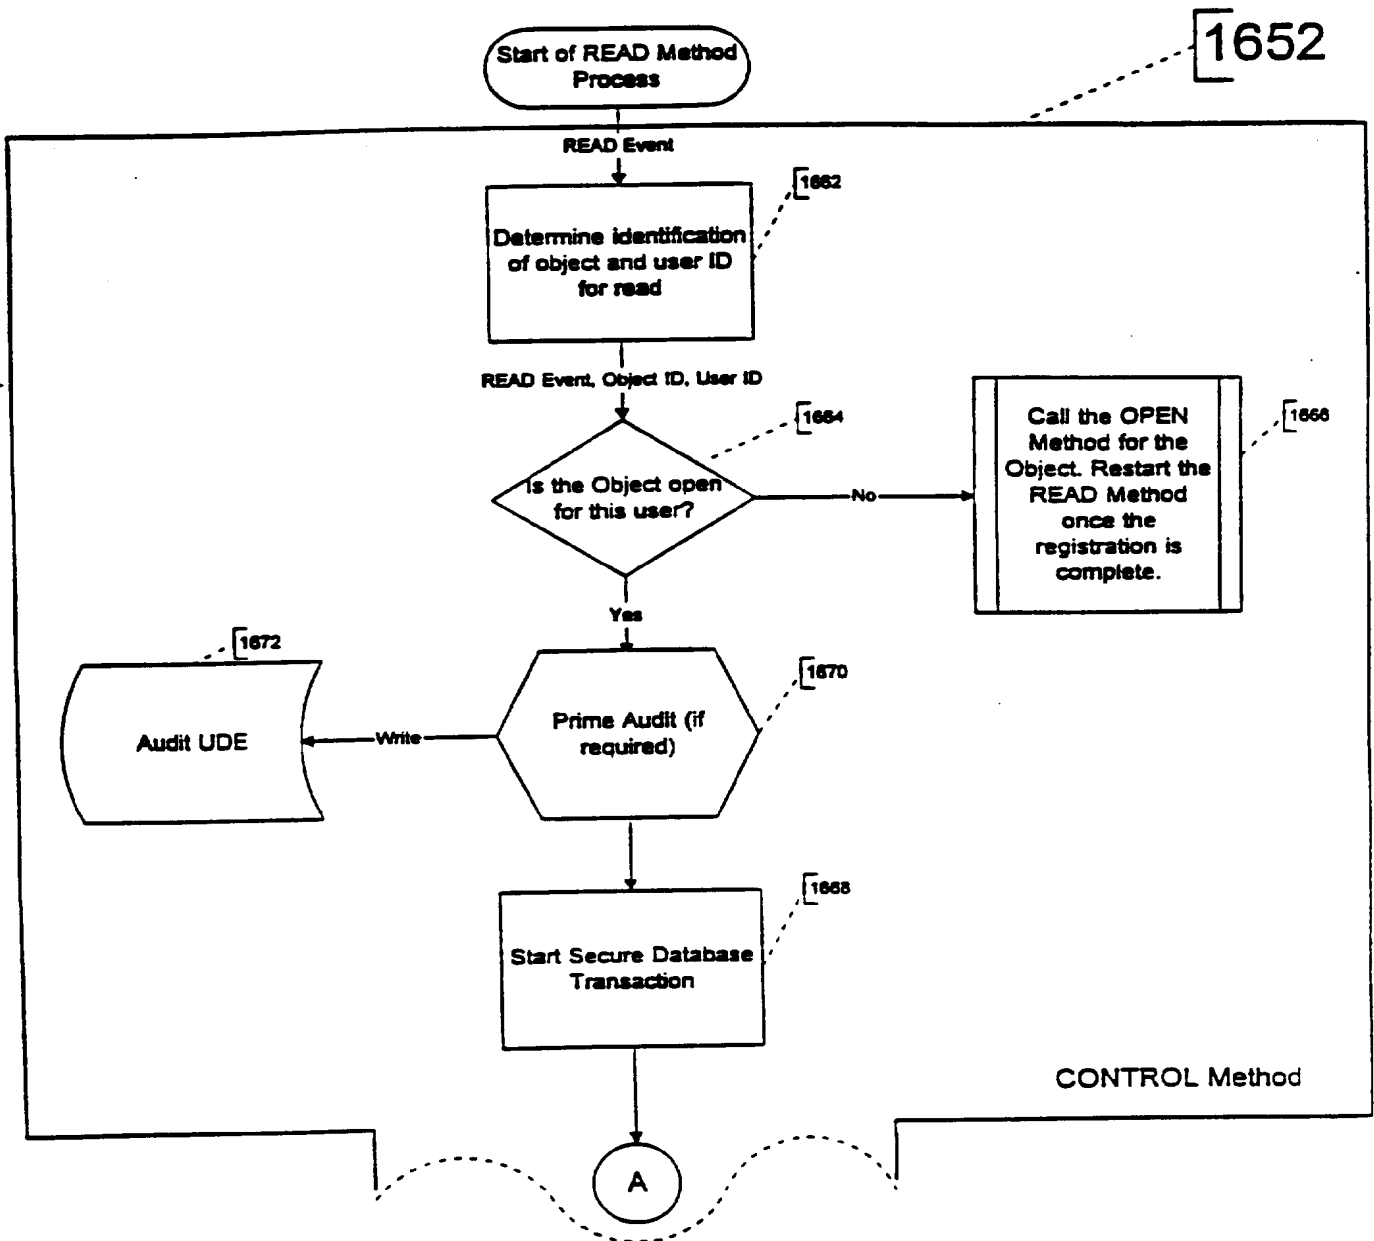 Start of READ Method
Process
1652
READ Event
1662
Determine identification
of object and user ID
for read
READ Event, Object ID, User ID
1664
Is the Object open
for this user?
No
Call the OPEN
Method for the
Object. Restart the
READ Method
once the
registration is
complete.
1666
Yes
1672
Audit UDE
Write
Prime Audit (if
required)
1670
1668
Start Secure Database
Transaction
CONTROL Method
A